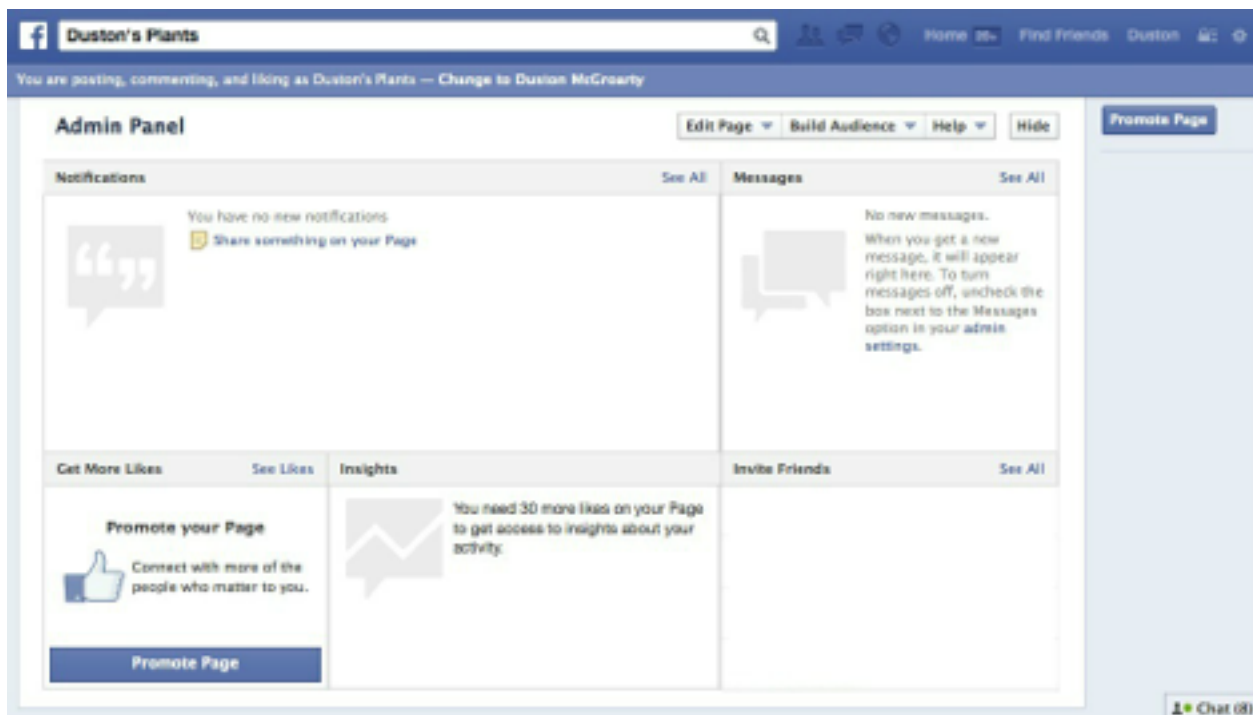 f Duston's Plants Home 20+ Find Friends Duston
You are posting, commenting, and liking as Duston's Plants — Change to Duston McGroarty
Admin Panel
Edit Page Build Audience Help Hide
Promote Page
Notifications See All
You have no new notifications
Share something on your Page
Messages See All
No new messages.
When you get a new
message, it will appear
right here. To turn
messages off, uncheck the
box next to the Messages
option in your admin
settings.
Get More Likes See Likes
Promote your Page
Connect with more of the
people who matter to you.
Promote Page
Insights
You need 30 more likes on your Page
to get access to insights about your
activity.
Invite Friends See All
Chat (8)